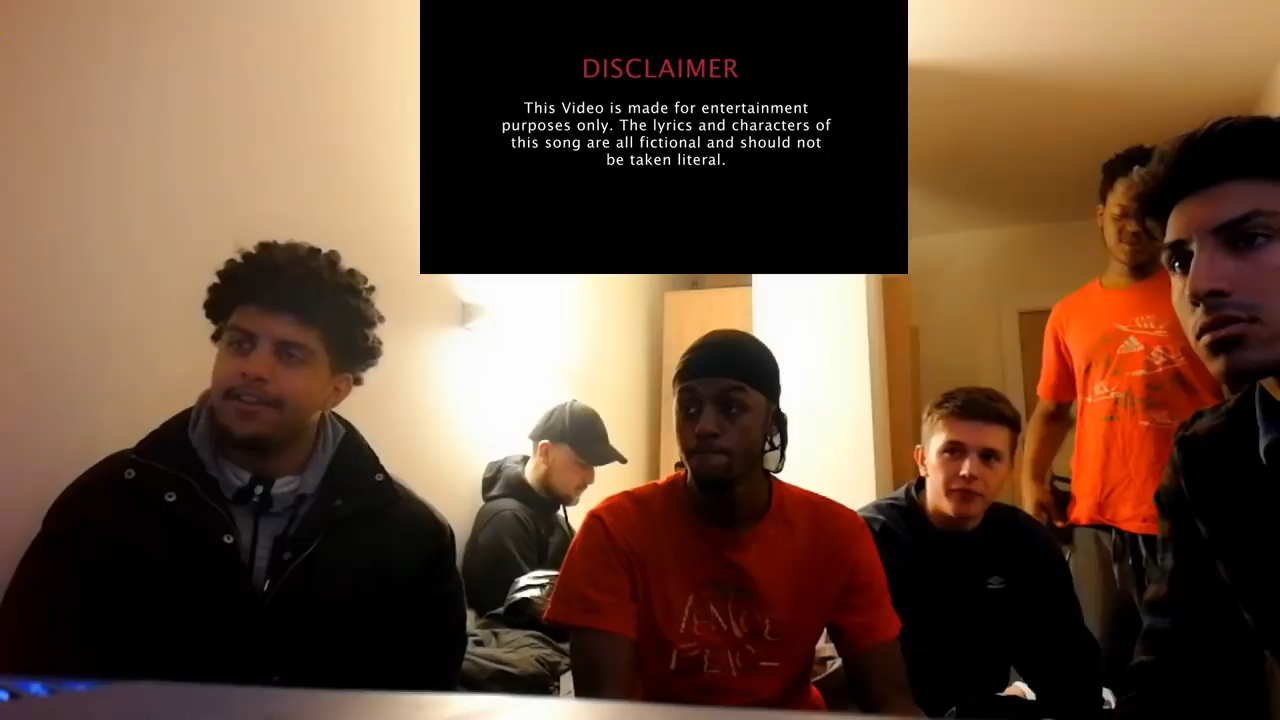 DISCLAIMER
This Video is made for entertainment
purposes only. The lyrics and characters of
this song are all fictional and should not
be taken literal.